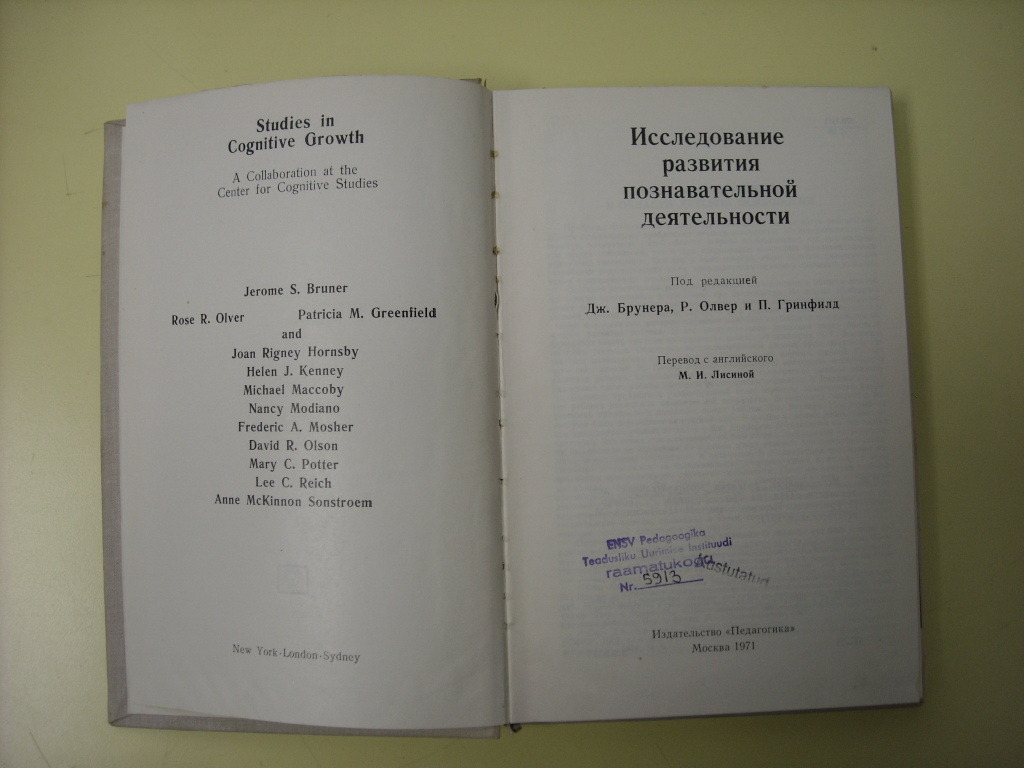 Studies in
Cognitive Growth
A Collaboration at the
Center for Cognitive Studies
Jerome S. Bruner
Rose R. Olver Patricia M. Greenfield
and
Joan Rigney Hornsby
Helen J. Kenney
Michael Maccoby
Nancy Modiano
Frederic A. Mosher
David R. Olson
Mary C. Potter
Lee C. Reich
Anne McKinnon Sonstroem
New York-London-Sydney
Исследование
развития
познавательной
деятельности
Под редакцией
Дж. Брунера, Р. Олвер и П. Гринфилд
Перевод с английского
М. И. Лисиной
ENSV Pedagoogika
Teadusliku Uurimise Instituudi
raamatukogu
Nr. 5913
Kustutatud
Издательство «Педагогика»
Москва 1971